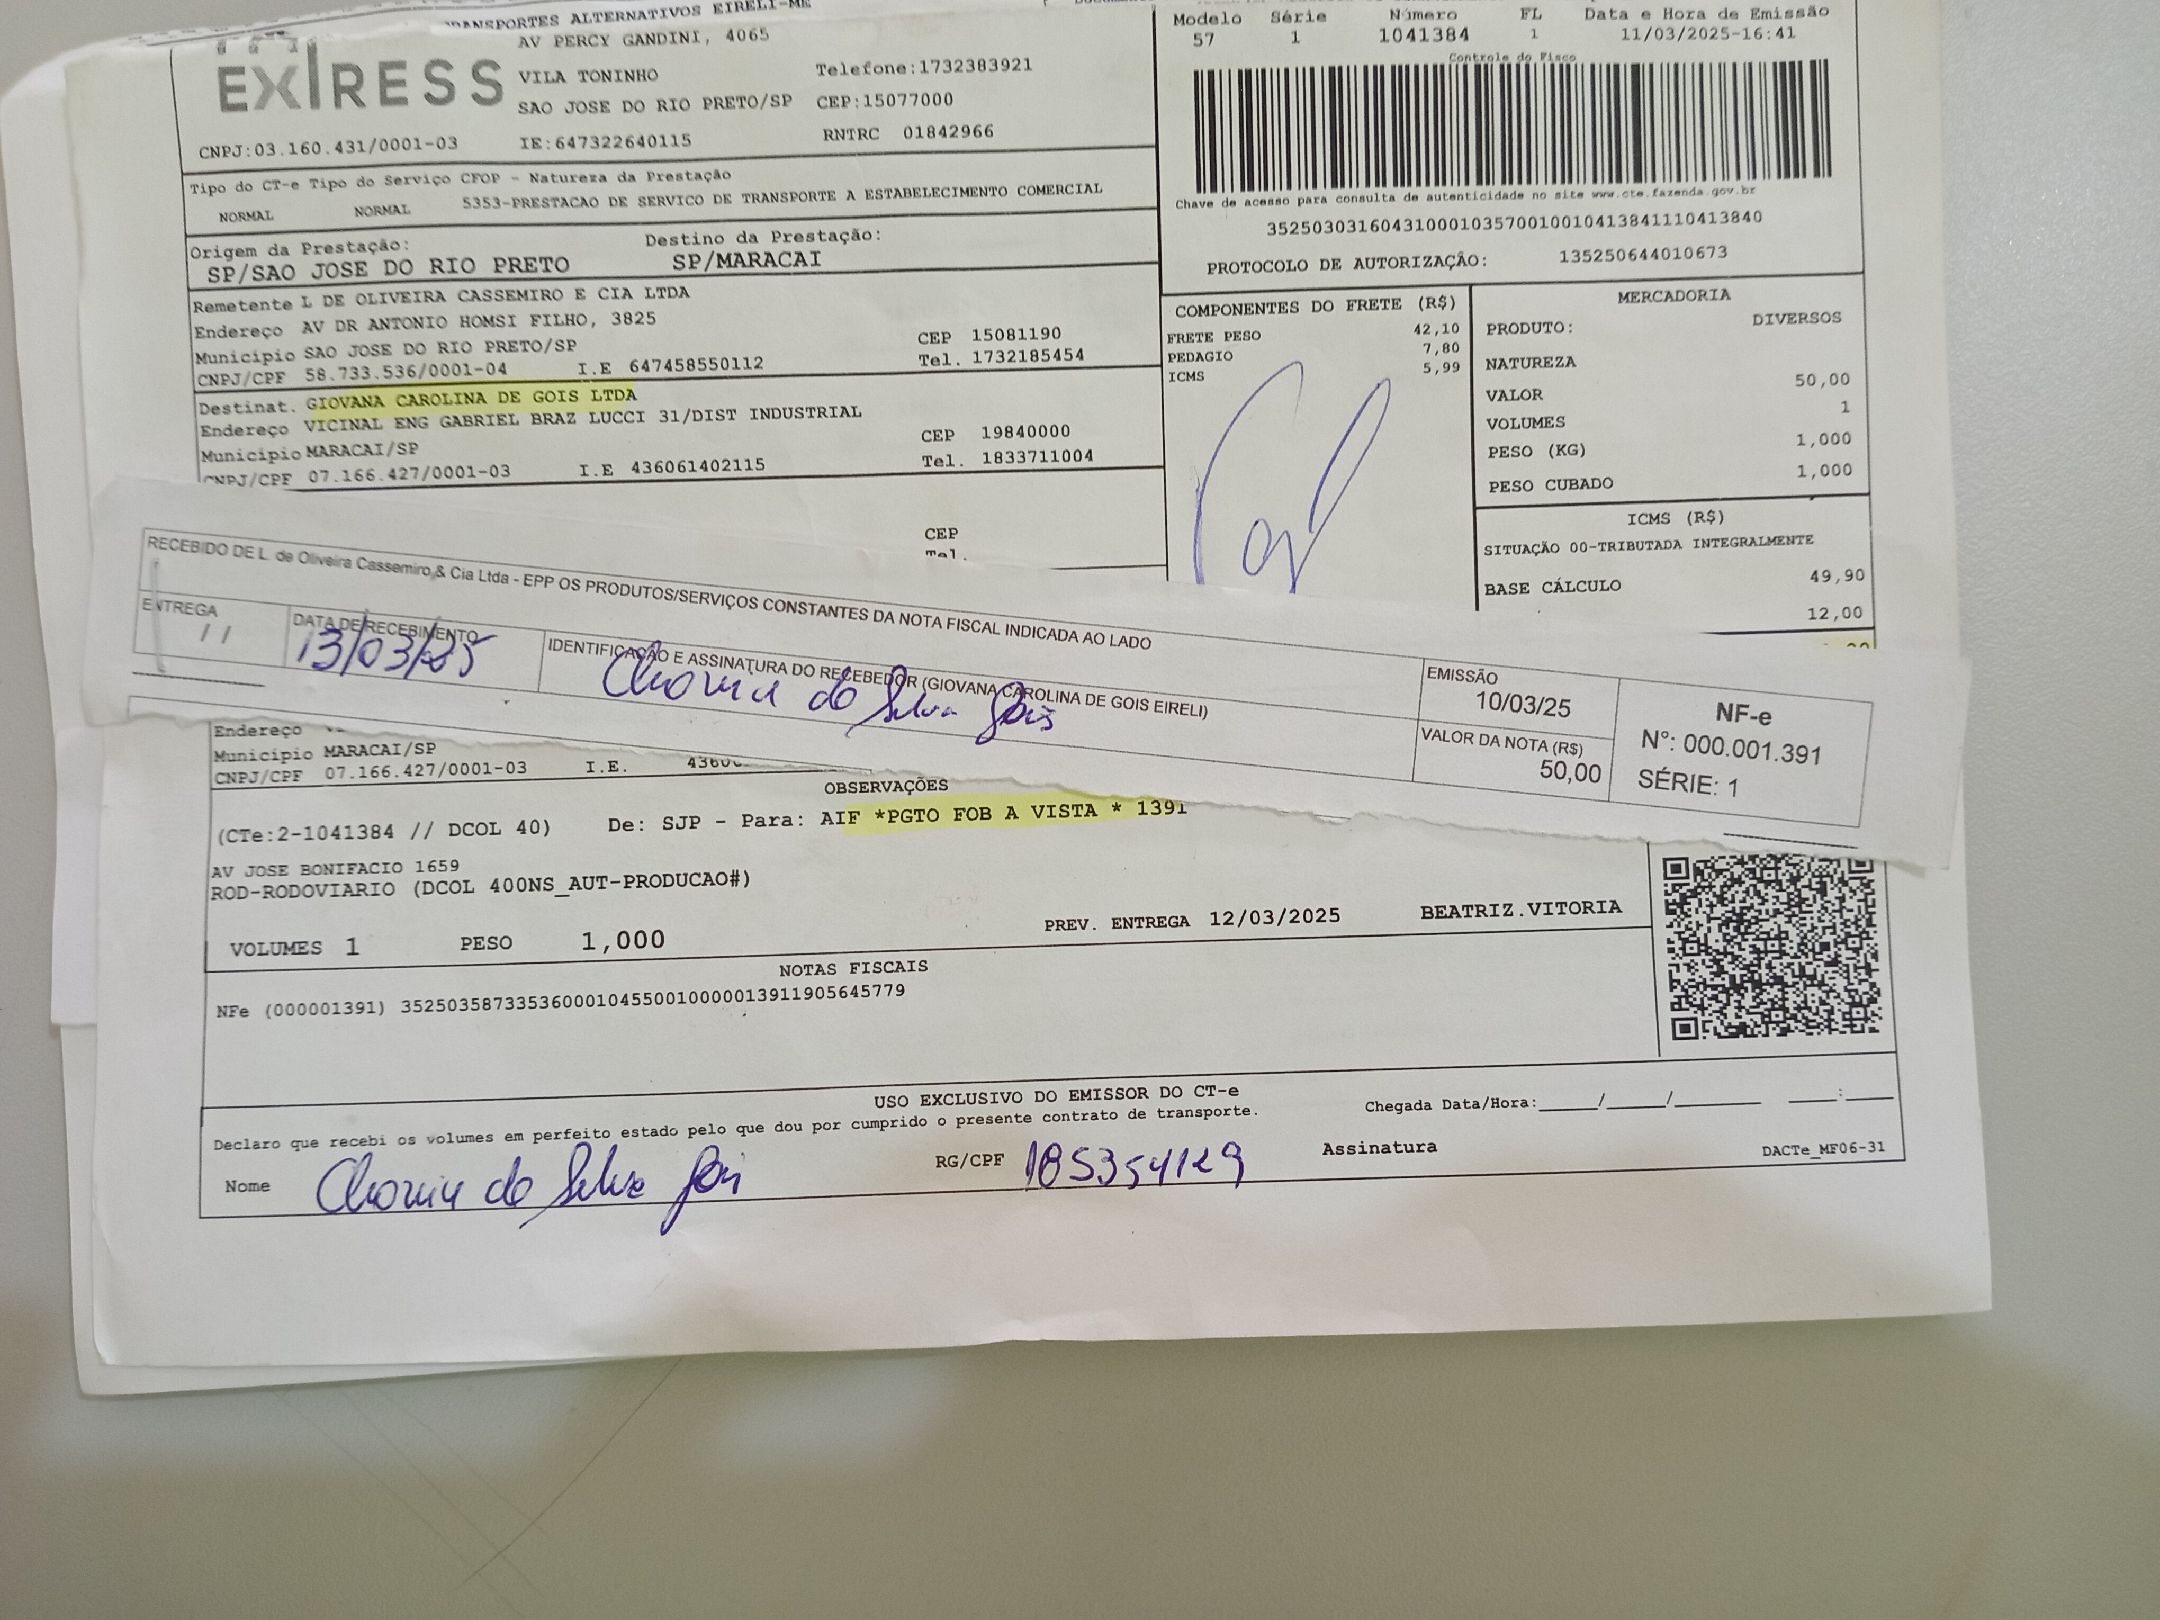 TRANSPORTES ALTERNATIVOS EIRELI-ME
EXPRESS
AV PERCY GANDINI, 4065
VILA TONINHO Telefone:1732383921
SAO JOSE DO RIO PRETO/SP CEP:15077000
CNPJ:03.160.431/0001-03 IE:647322640115 RNTRC 01842966
Modelo Série Número FL Data e Hora de Emissão
57 1 1041384 1 11/03/2025-16:41
Controle do Fisco
Chave de acesso para consulta de autenticidade no site www.cte.fazenda.gov.br
35250303160431000103570010010413841110413840
PROTOCOLO DE AUTORIZAÇÃO: 135250644010673
Tipo do CT-e Tipo do Serviço CFOP - Natureza da Prestação
NORMAL NORMAL 5353-PRESTACAO DE SERVICO DE TRANSPORTE A ESTABELECIMENTO COMERCIAL
Origem da Prestação: Destino da Prestação:
SP/SAO JOSE DO RIO PRETO SP/MARACAI
Remetente L DE OLIVEIRA CASSEMIRO E CIA LTDA
Endereço AV DR ANTONIO HOMSI FILHO, 3825
Município SAO JOSE DO RIO PRETO/SP CEP 15081190
CNPJ/CPF 58.733.536/0001-04 I.E 647458550112 Tel. 1732185454
Destinat. GIOVANA CAROLINA DE GOIS LTDA
Endereço VICINAL ENG GABRIEL BRAZ LUCCI 31/DIST INDUSTRIAL
Município MARACAI/SP CEP 19840000
CNPJ/CPF 07.166.427/0001-03 I.E 436061402115 Tel. 1833711004
CEP
Tel.
COMPONENTES DO FRETE (R$)
FRETE PESO 42,10
PEDAGIO 7,80
ICMS 5,99
MERCADORIA
PRODUTO: DIVERSOS
NATUREZA
VALOR 50,00
VOLUMES 1
PESO (KG) 1,000
PESO CUBADO 1,000
ICMS (R$)
SITUAÇÃO 00-TRIBUTADA INTEGRALMENTE
BASE CÁLCULO 49,90
12,00
RECEBIDO DE L. de Oliveira Cassemiro & Cia Ltda - EPP OS PRODUTOS/SERVIÇOS CONSTANTES DA NOTA FISCAL INDICADA AO LADO
ENTREGA DATA DE RECEBIMENTO IDENTIFICAÇÃO E ASSINATURA DO RECEBEDOR (GIOVANA CAROLINA DE GOIS EIRELI)
/ / 13/03/25 do Silva Gois
EMISSÃO
10/03/25
VALOR DA NOTA (R$)
50,00
NF-e
Nº: 000.001.391
SÉRIE: 1
Endereço
Município MARACAI/SP
CNPJ/CPF 07.166.427/0001-03 I.E.
OBSERVAÇÕES
(CTe:2-1041384 // DCOL 40) De: SJP - Para: AIF *PGTO FOB A VISTA * 1391
AV JOSE BONIFACIO 1659
ROD-RODOVIARIO (DCOL 400NS_AUT-PRODUCAO#)
PREV. ENTREGA 12/03/2025 BEATRIZ.VITORIA
VOLUMES 1 PESO 1,000
NOTAS FISCAIS
NFe (000001391) 35250358733536000104550010000013911905645779
USO EXCLUSIVO DO EMISSOR DO CT-e
Declaro que recebi os volumes em perfeito estado pelo que dou por cumprido o presente contrato de transporte. Chegada Data/Hora:_____/_____/________ ____:____
Nome do Silva RG/CPF 185354129 Assinatura DACTe_MF06-31